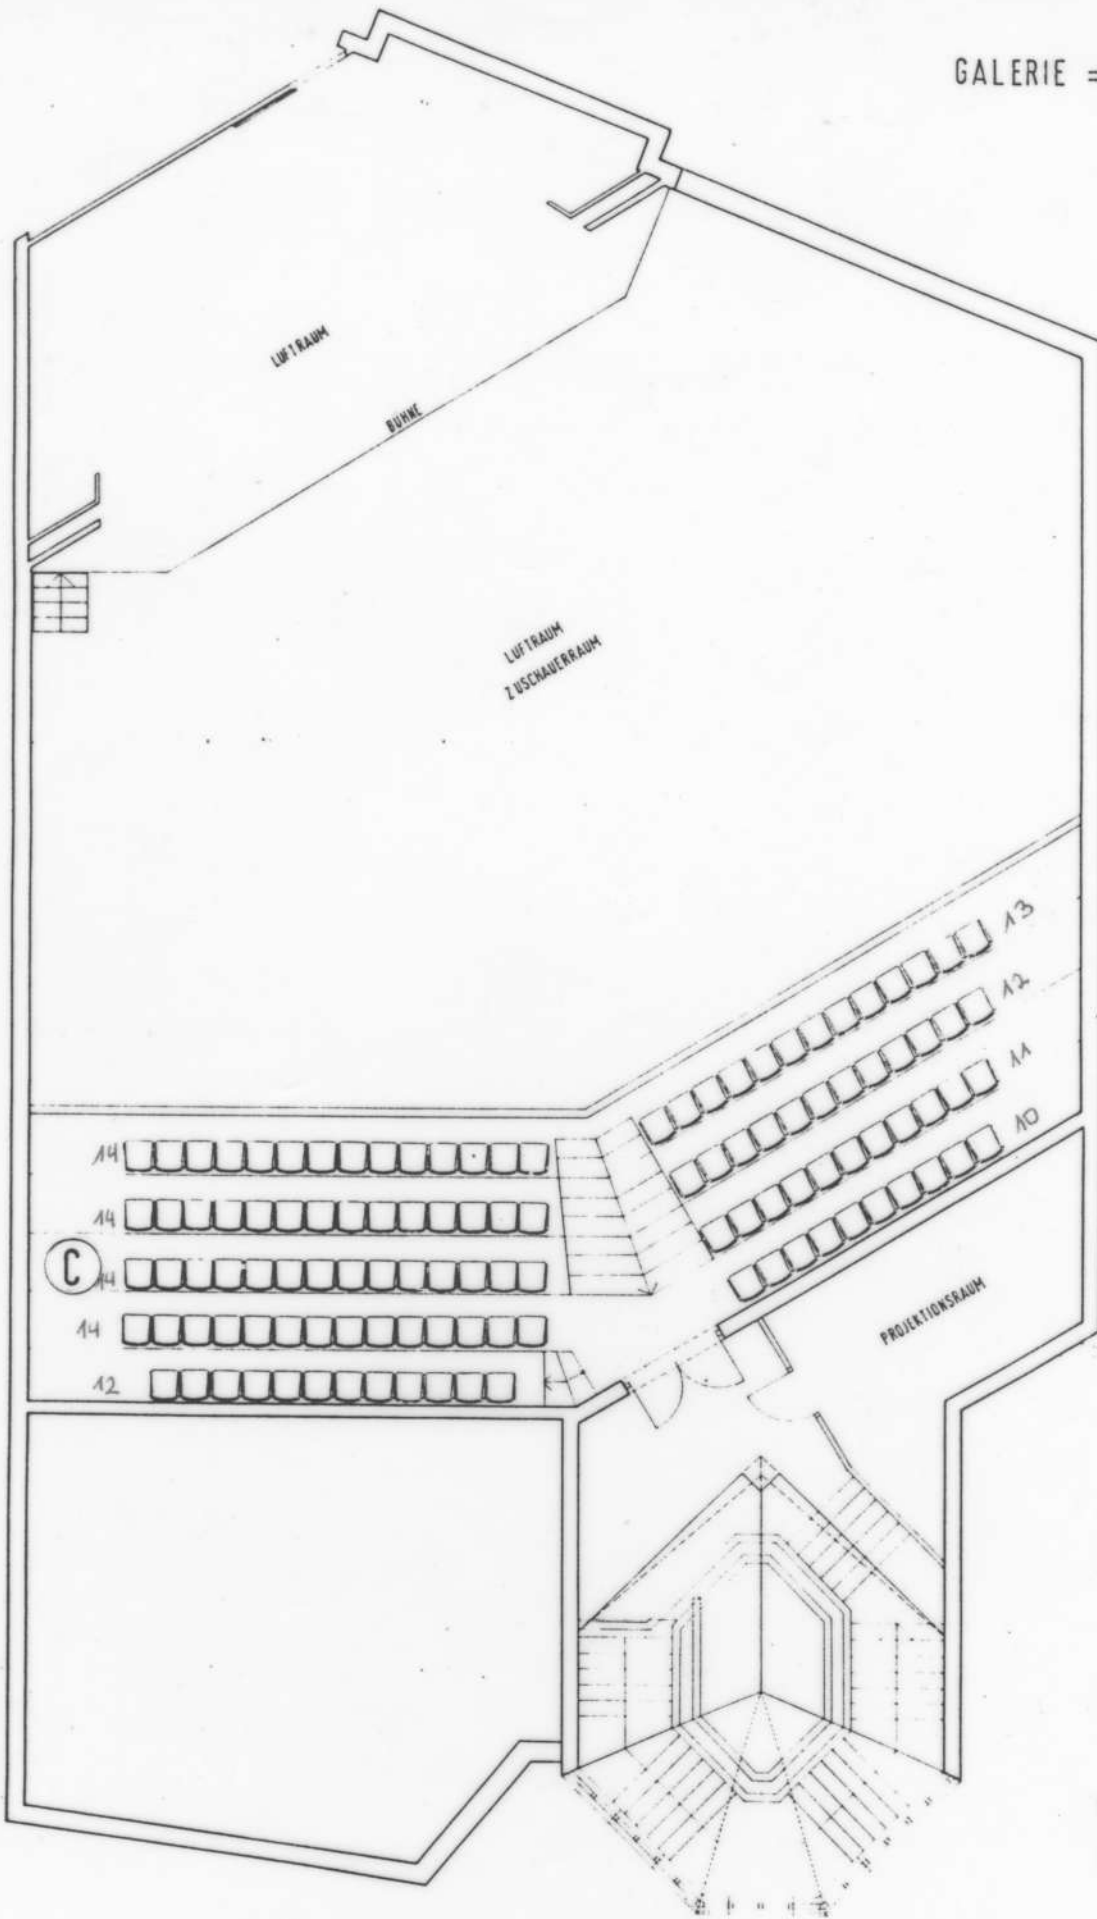 GALERIE =
LUFTRAUM
BÜHNE
LUFTRAUM
ZUSCHAUERRAUM
13
12
11
10
14
14
C
14
14
12
PROJEKTIONSRAUM